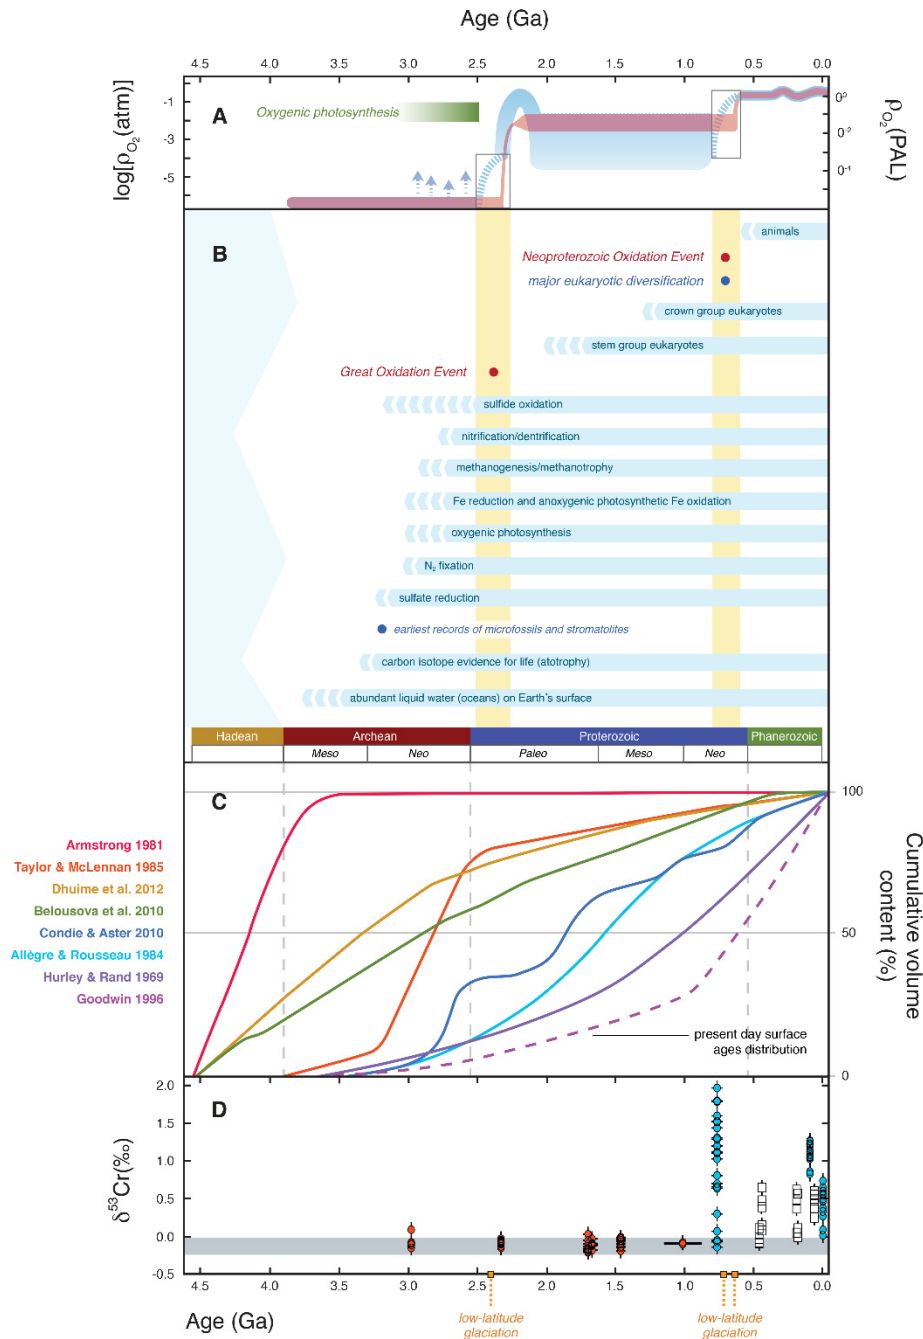 Age (Ga)
4.5 4.0 3.5 3.0 2.5 2.0 1.5 1.0 0.5 0.0
A
Oxygenic photosynthesis
log[ρO₂(atm)]
-1
-3
-5
ρO₂(PAL)
0⁰
0⁻²
0⁻⁴
B
animals
Neoproterozoic Oxidation Event
major eukaryotic diversification
crown group eukaryotes
stem group eukaryotes
Great Oxidation Event
sulfide oxidation
nitrification/dentrification
methanogenesis/methanotrophy
Fe reduction and anoxygenic photosynthetic Fe oxidation
oxygenic photosynthesis
N₂ fixation
sulfate reduction
earliest records of microfossils and stromatolites
carbon isotope evidence for life (atotrophy)
abundant liquid water (oceans) on Earth's surface
Hadean Archean Proterozoic Phanerozoic
Meso Neo Paleo Meso Neo
C
100
50
0
Cumulative volume
content (%)
Armstrong 1981
Taylor & McLennan 1985
Dhuime et al. 2012
Belousova et al. 2010
Condie & Aster 2010
Allègre & Rousseau 1984
Hurley & Rand 1969
Goodwin 1996
present day surface
ages distribution
D
δ⁵³Cr(‰)
2.0
1.5
1.0
0.5
0.0
-0.5
4.5 4.0 3.5 3.0 2.5 2.0 1.5 1.0 0.5 0.0
Age (Ga)
low-latitude
glaciation
low-latitude
glaciation